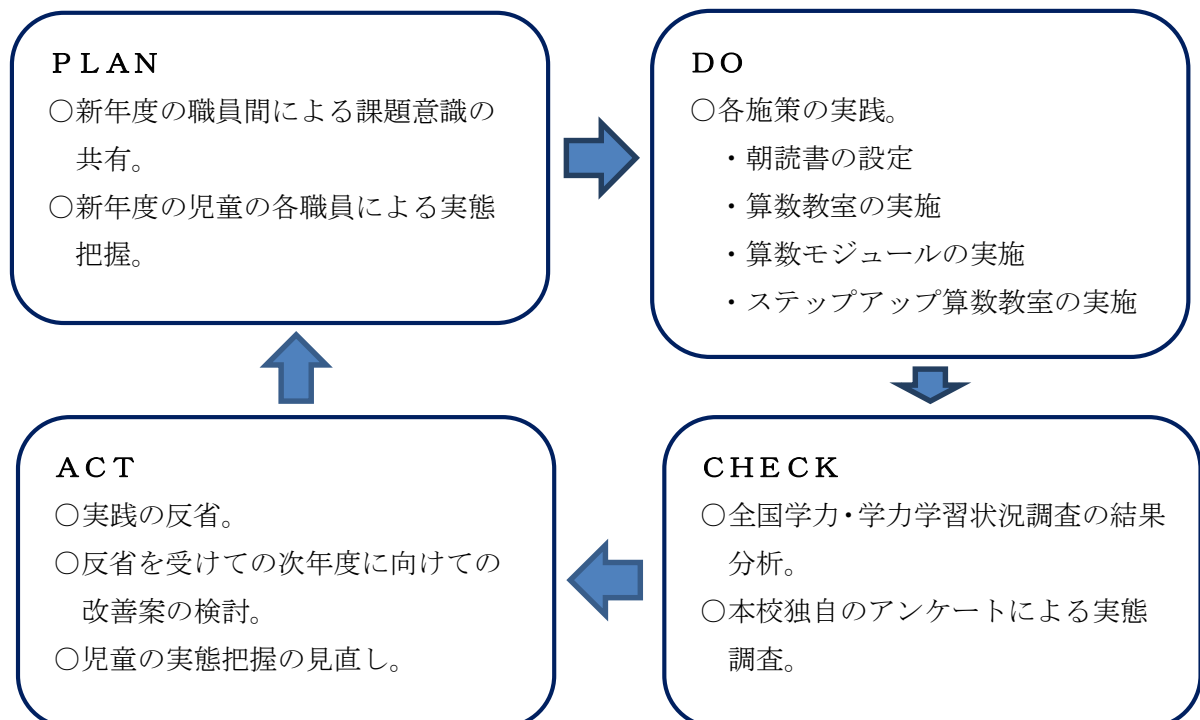 ＰＬＡＮ
○新年度の職員間による課題意識の
共有。
○新年度の児童の各職員による実態
把握。
ＤＯ
○各施策の実践。
・朝読書の設定
・算数教室の実施
・算数モジュールの実施
・ステップアップ算数教室の実施
ＣＨＥＣＫ
○全国学力・学力学習状況調査の結果
分析。
○本校独自のアンケートによる実態
調査。
ＡＣＴ
○実践の反省。
○反省を受けての次年度に向けての
改善案の検討。
○児童の実態把握の見直し。